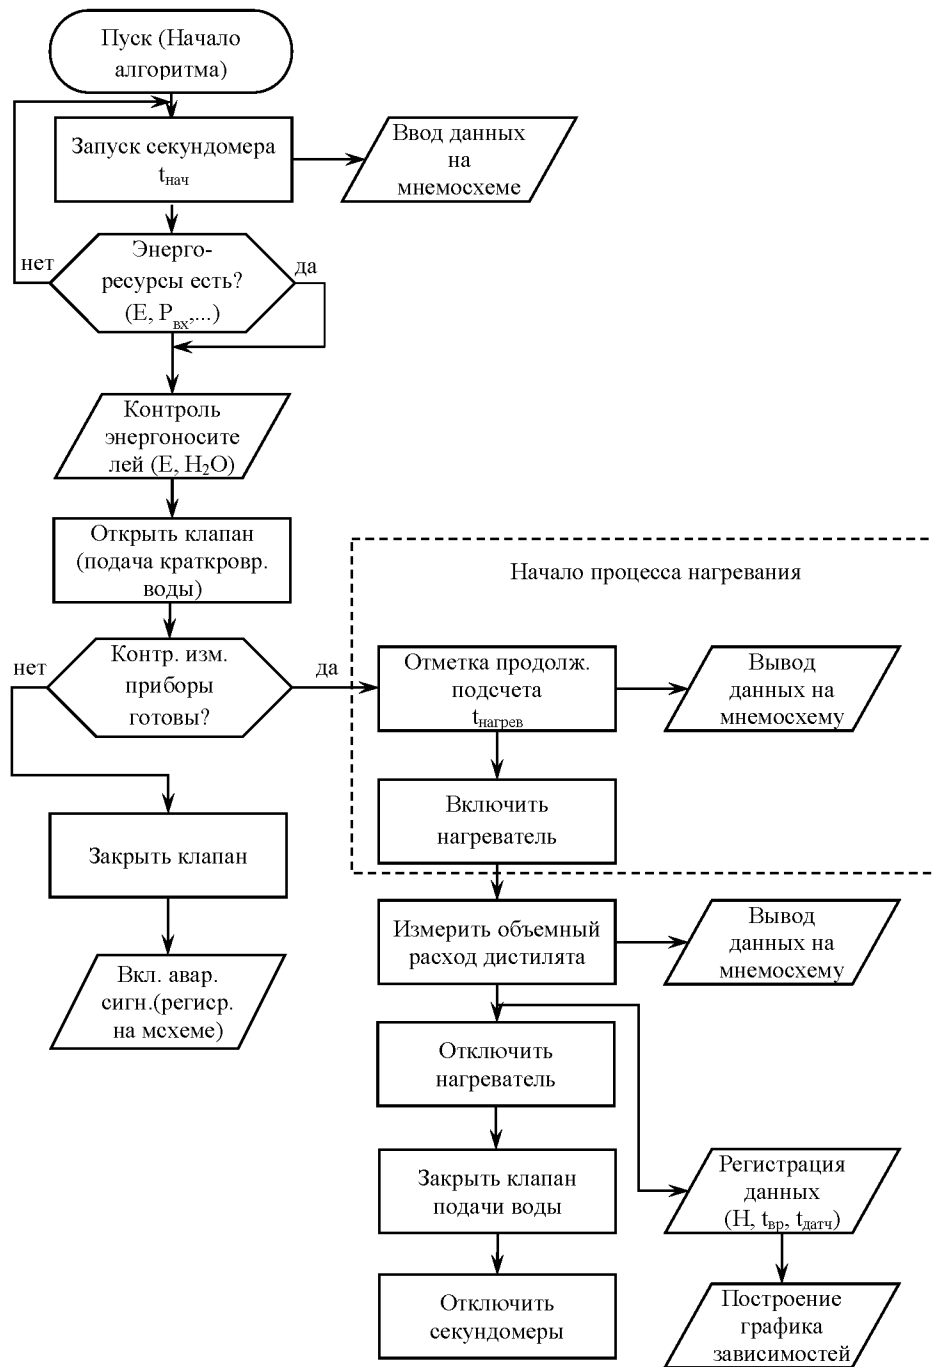 Пуск (Начало
алгоритма)
Запуск секундомера
tнач
Ввод данных
на
мнемосхеме
Энерго-
ресурсы есть?
(E, Pвх,...)
нет
да
Контроль
энергоносите
лей (E, H₂O)
Открыть клапан
(подача краткровр.
воды)
Контр. изм.
приборы
готовы?
нет
да
Закрыть клапан
Вкл. авар.
сигн.(регистр.
на мсхеме)
Начало процесса нагревания
Отметка продолж.
подсчета
tнагрев
Вывод
данных на
мнемосхему
Включить
нагреватель
Измерить объемный
расход дистилята
Вывод
данных на
мнемосхему
Отключить
нагреватель
Закрыть клапан
подачи воды
Отключить
секундомеры
Регистрация
данных
(H, tвр, tдатч)
Построение
графика
зависимостей